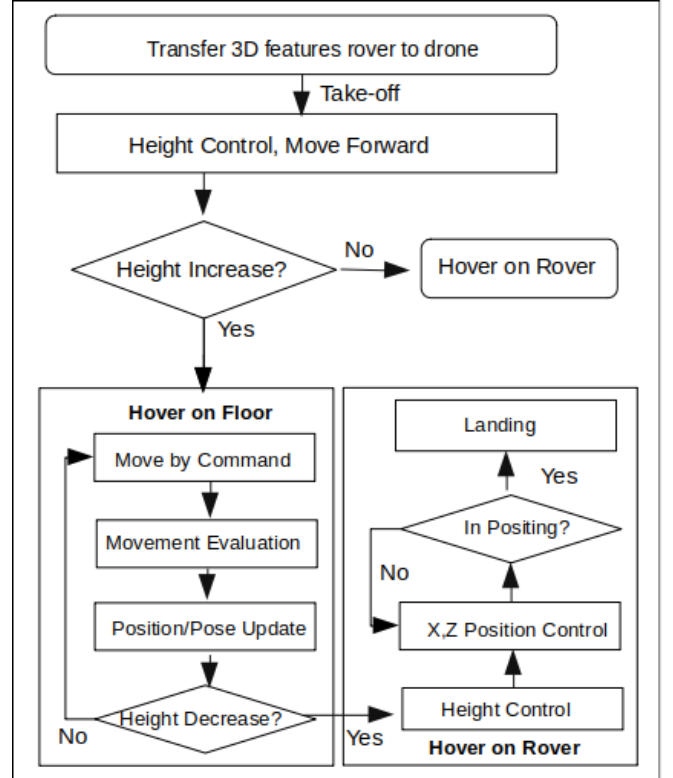 Transfer 3D features rover to drone
Take-off
Height Control, Move Forward
Height Increase?
No
Hover on Rover
Yes
Hover on Floor
Move by Command
Movement Evaluation
Position/Pose Update
Height Decrease?
No
Yes
Landing
Yes
In Positing?
No
X,Z Position Control
Height Control
Hover on Rover